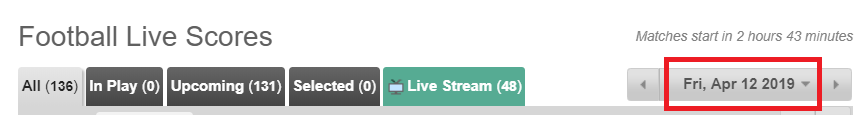 Football Live Scores
Matches start in 2 hours 43 minutes
All (136) In Play (0) Upcoming (131) Selected (0) Live Stream (48) Fri, Apr 12 2019